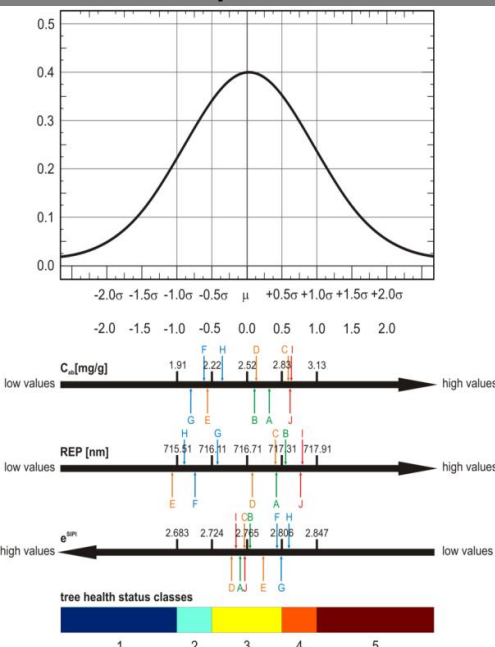 0.5
0.4
0.3
0.2
0.1
0.0
-2.0σ -1.5σ -1.0σ -0.5σ μ +0.5σ +1.0σ +1.5σ +2.0σ
-2.0 -1.5 -1.0 -0.5 0.0 0.5 1.0 1.5 2.0
F H D C I
Cab[mg/g] 1.91 2.22 2.52 2.83 3.13
low values high values
G E B A J
H G C B I
REP [nm] 715.51 716.11 716.71 717.31 717.91
low values high values
E F D A J
I C B F H
eSIPI 2.683 2.724 2.765 2.806 2.847
high values low values
D A J E G
tree health status classes
1 2 3 4 5